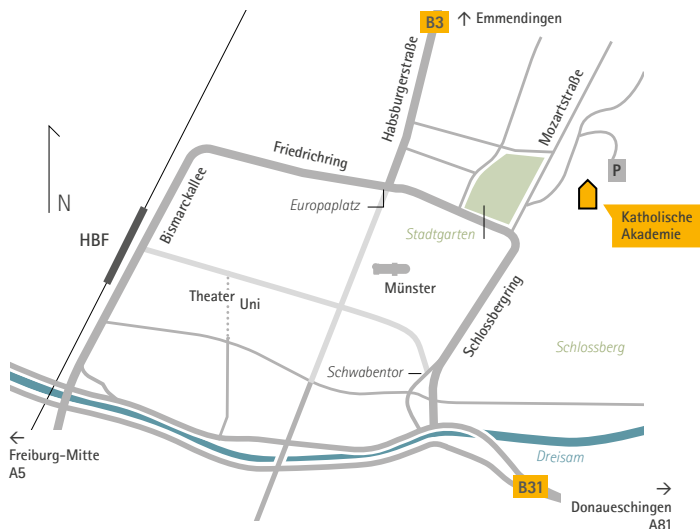 B3
↑ Emmendingen
Habsburgerstraße
Mozartstraße
Friedrichring
P
N
Bismarckallee
Europaplatz
Stadtgarten
Katholische
Akademie
HBF
Münster
Theater
Uni
Schlossbergring
Schlossberg
Schwabentor
←
Freiburg-Mitte
A5
Dreisam
B31
→
Donaueschingen
A81